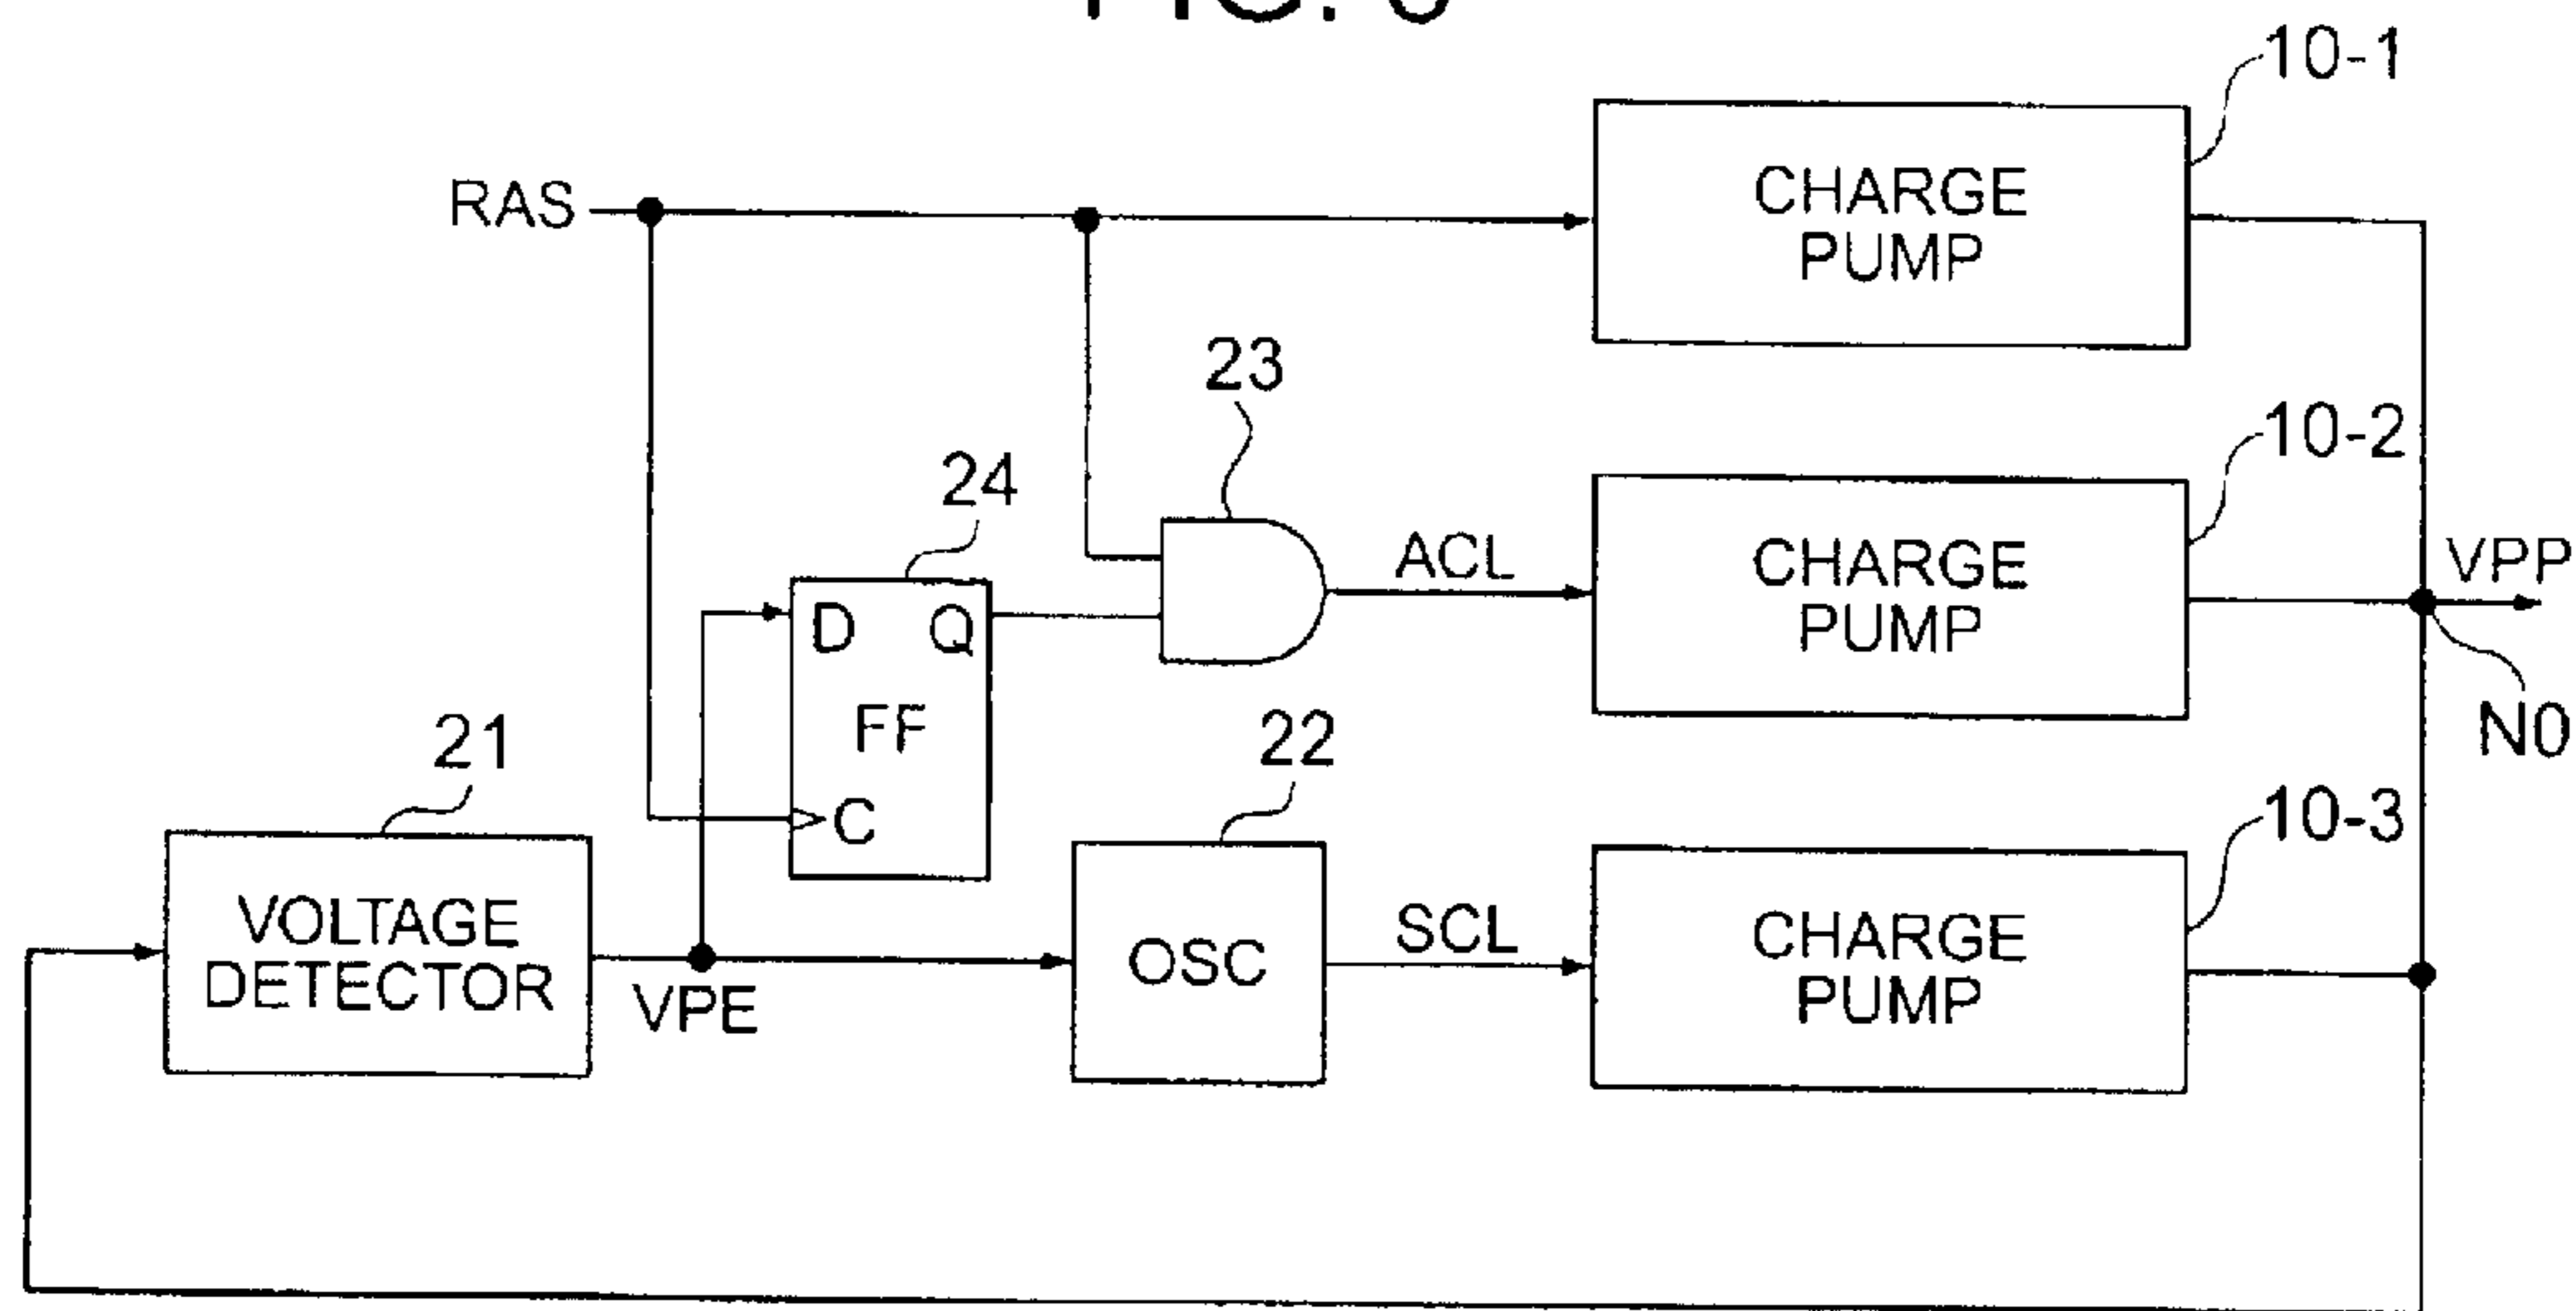 10-1
RAS
CHARGE
PUMP
23
10-2
24
ACL
CHARGE
PUMP
VPP
D Q
FF
C
N0
21
22
10-3
VOLTAGE
DETECTOR
VPE
OSC
SCL
CHARGE
PUMP